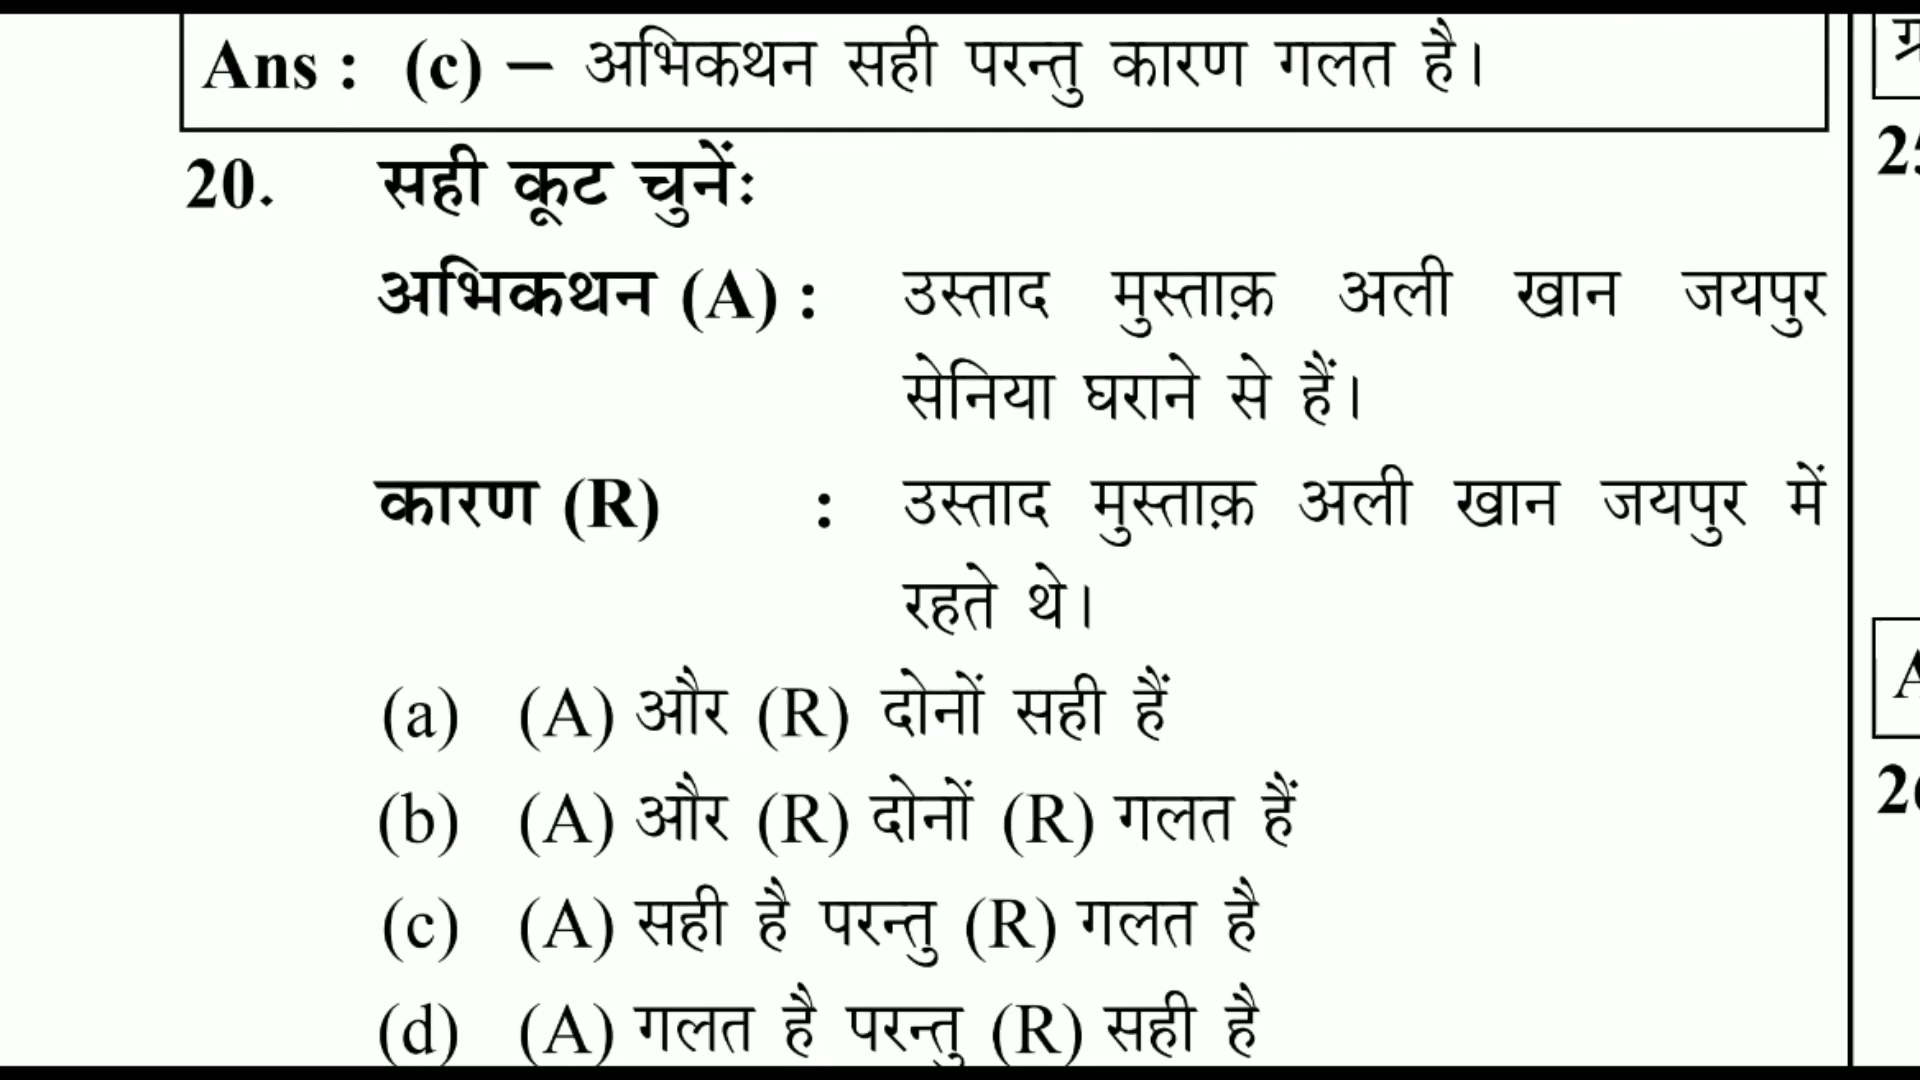 Ans : (c) – अभिकथन सही परन्तु कारण गलत है।
20. सही कूट चुनेंः
अभिकथन (A) : उस्ताद मुस्ताक़ अली खान जयपुर
सेनिया घराने से हैं।
कारण (R) : उस्ताद मुस्ताक़ अली खान जयपुर में
रहते थे।
(a) (A) और (R) दोनों सही हैं
(b) (A) और (R) दोनों (R) गलत हैं
(c) (A) सही है परन्तु (R) गलत है
(d) (A) गलत है परन्तु (R) सही है